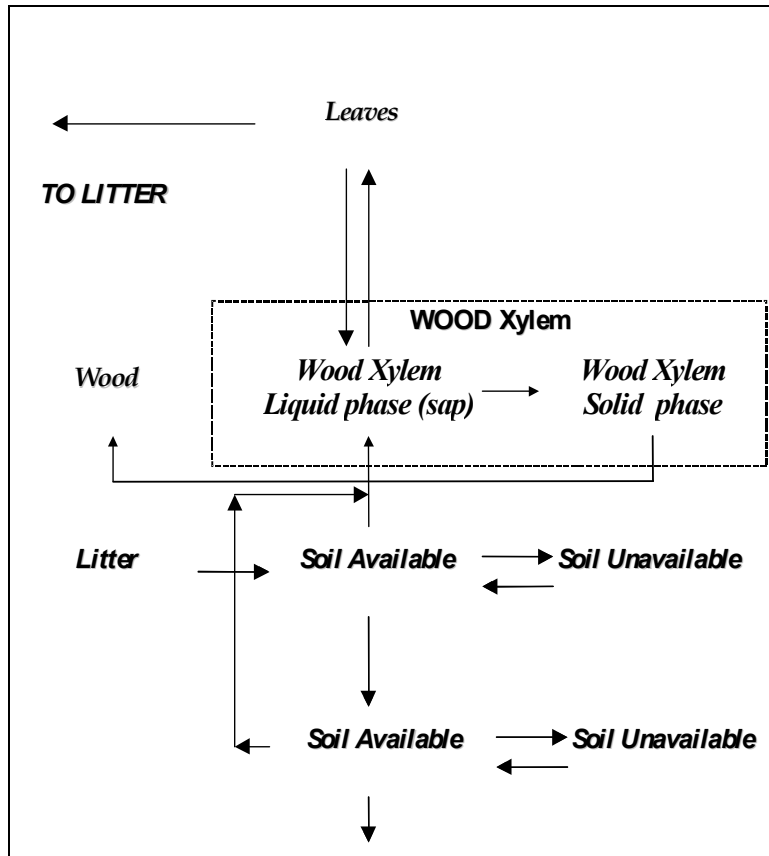 Leaves
TO LITTER
WOOD Xylem
Wood
Wood Xylem
Liquid phase (sap)
Wood Xylem
Solid phase
Litter
Soil Available
Soil Unavailable
Soil Available
Soil Unavailable